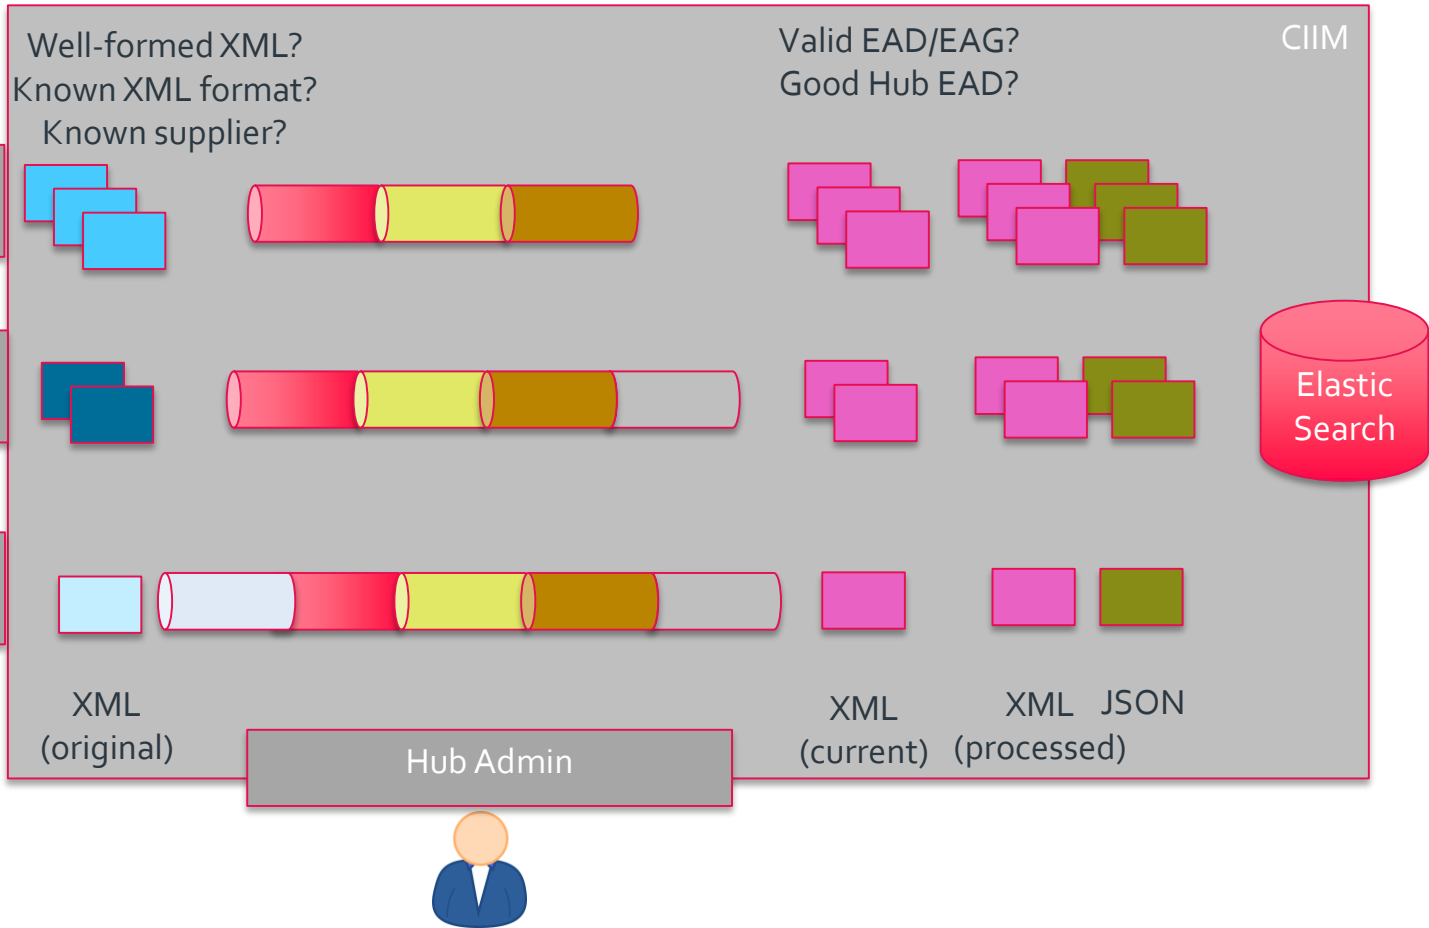 Well-formed XML?
Known XML format?
Known supplier?
Valid EAD/EAG?
Good Hub EAD?
CIIM
Elastic
Search
XML
(original)
Hub Admin
XML
(current)
XML
(processed)
JSON